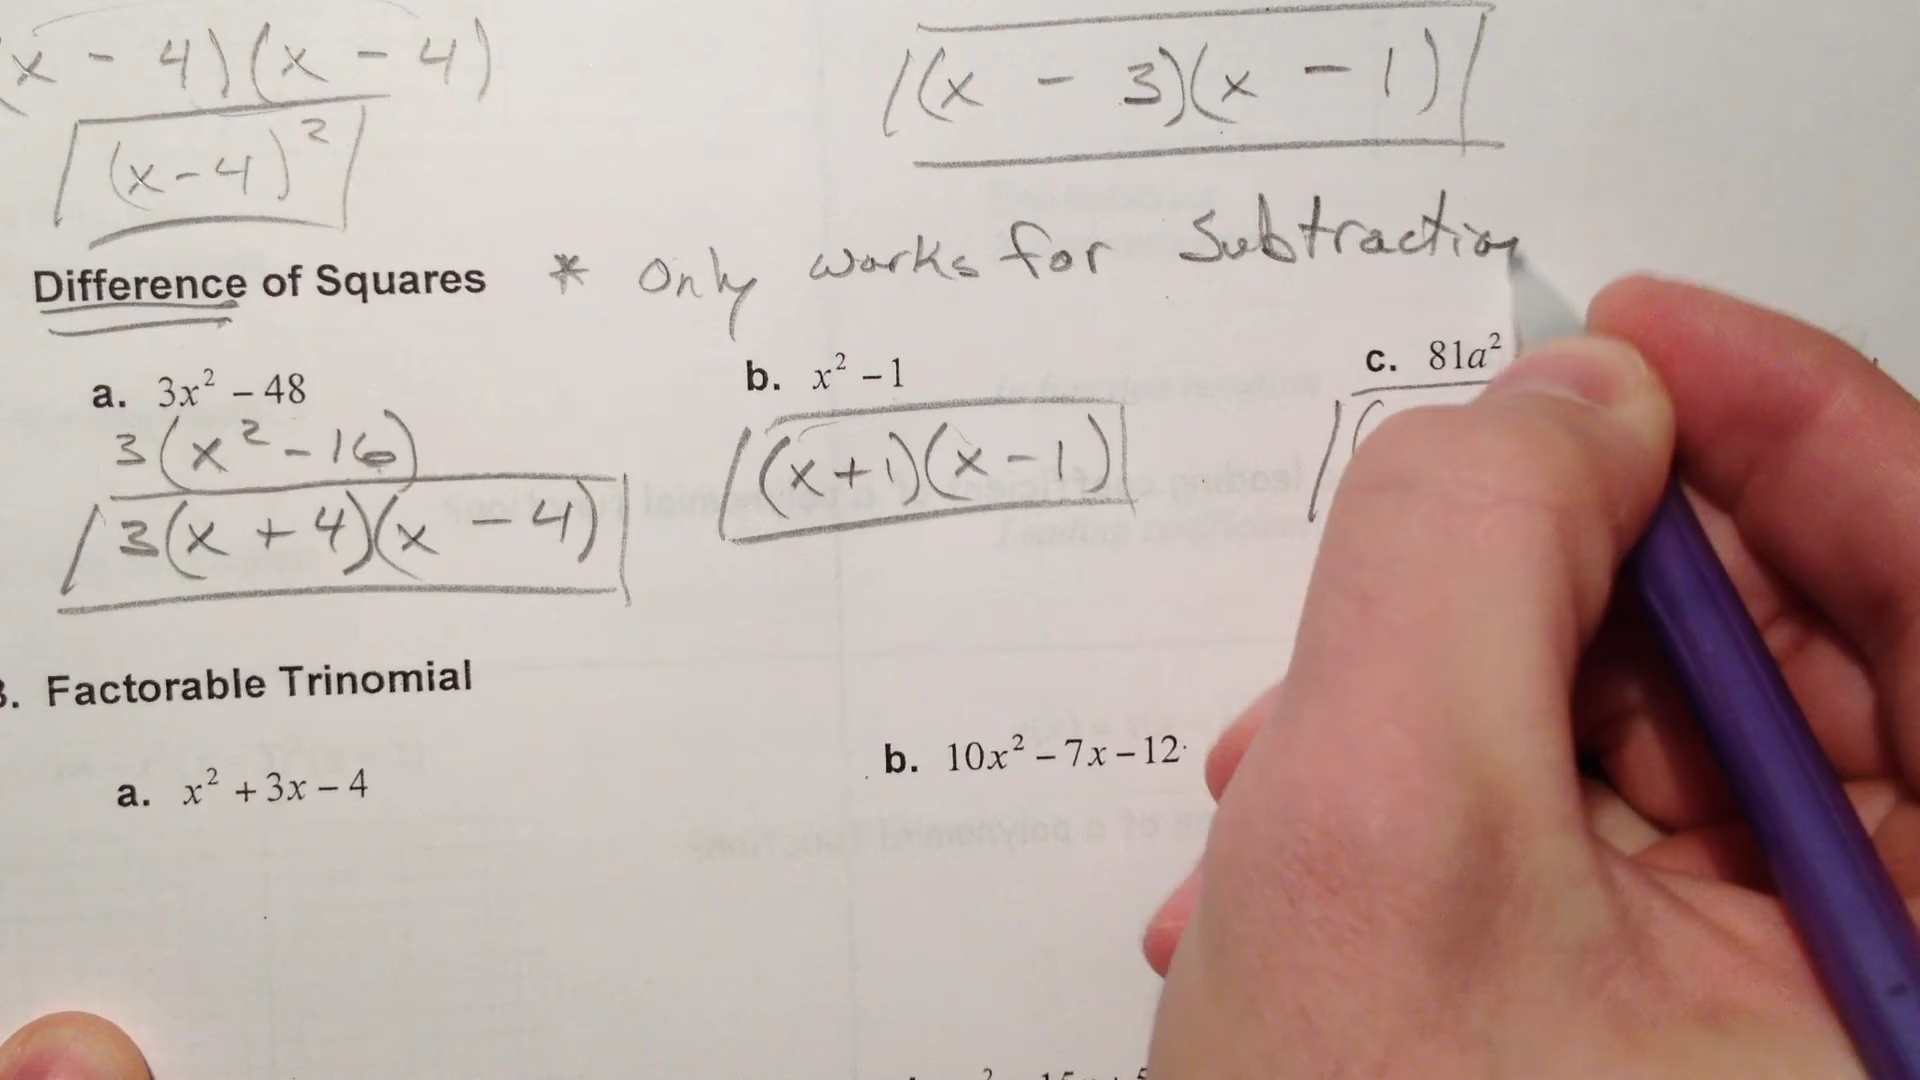 (x - 4)(x - 4)
(x-4)²
(x - 3)(x - 1)
Difference of Squares * only works for subtraction
a. 3x² – 48
3(x² - 16)
3(x + 4)(x - 4)
b. x² – 1
(x+1)(x-1)
c. 81a²
(
3. Factorable Trinomial
a. x² + 3x – 4
b. 10x² – 7x – 12